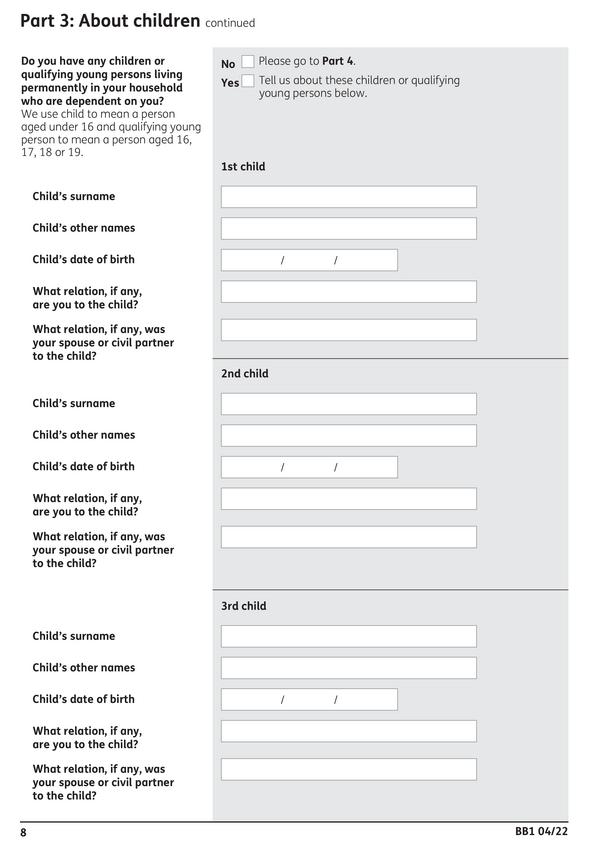 Part 3: About children continued
Do you have any children or
qualifying young persons living
permanently in your household
who are dependent on you?
We use child to mean a person
aged under 16 and qualifying young
person to mean a person aged 16,
17, 18 or 19.
No Please go to Part 4.
Yes Tell us about these children or qualifying
young persons below.
1st child
Child's surname
Child's other names
Child's date of birth / /
What relation, if any,
are you to the child?
What relation, if any, was
your spouse or civil partner
to the child?
2nd child
Child's surname
Child's other names
Child's date of birth / /
What relation, if any,
are you to the child?
What relation, if any, was
your spouse or civil partner
to the child?
3rd child
Child's surname
Child's other names
Child's date of birth / /
What relation, if any,
are you to the child?
What relation, if any, was
your spouse or civil partner
to the child?
8 BB1 04/22